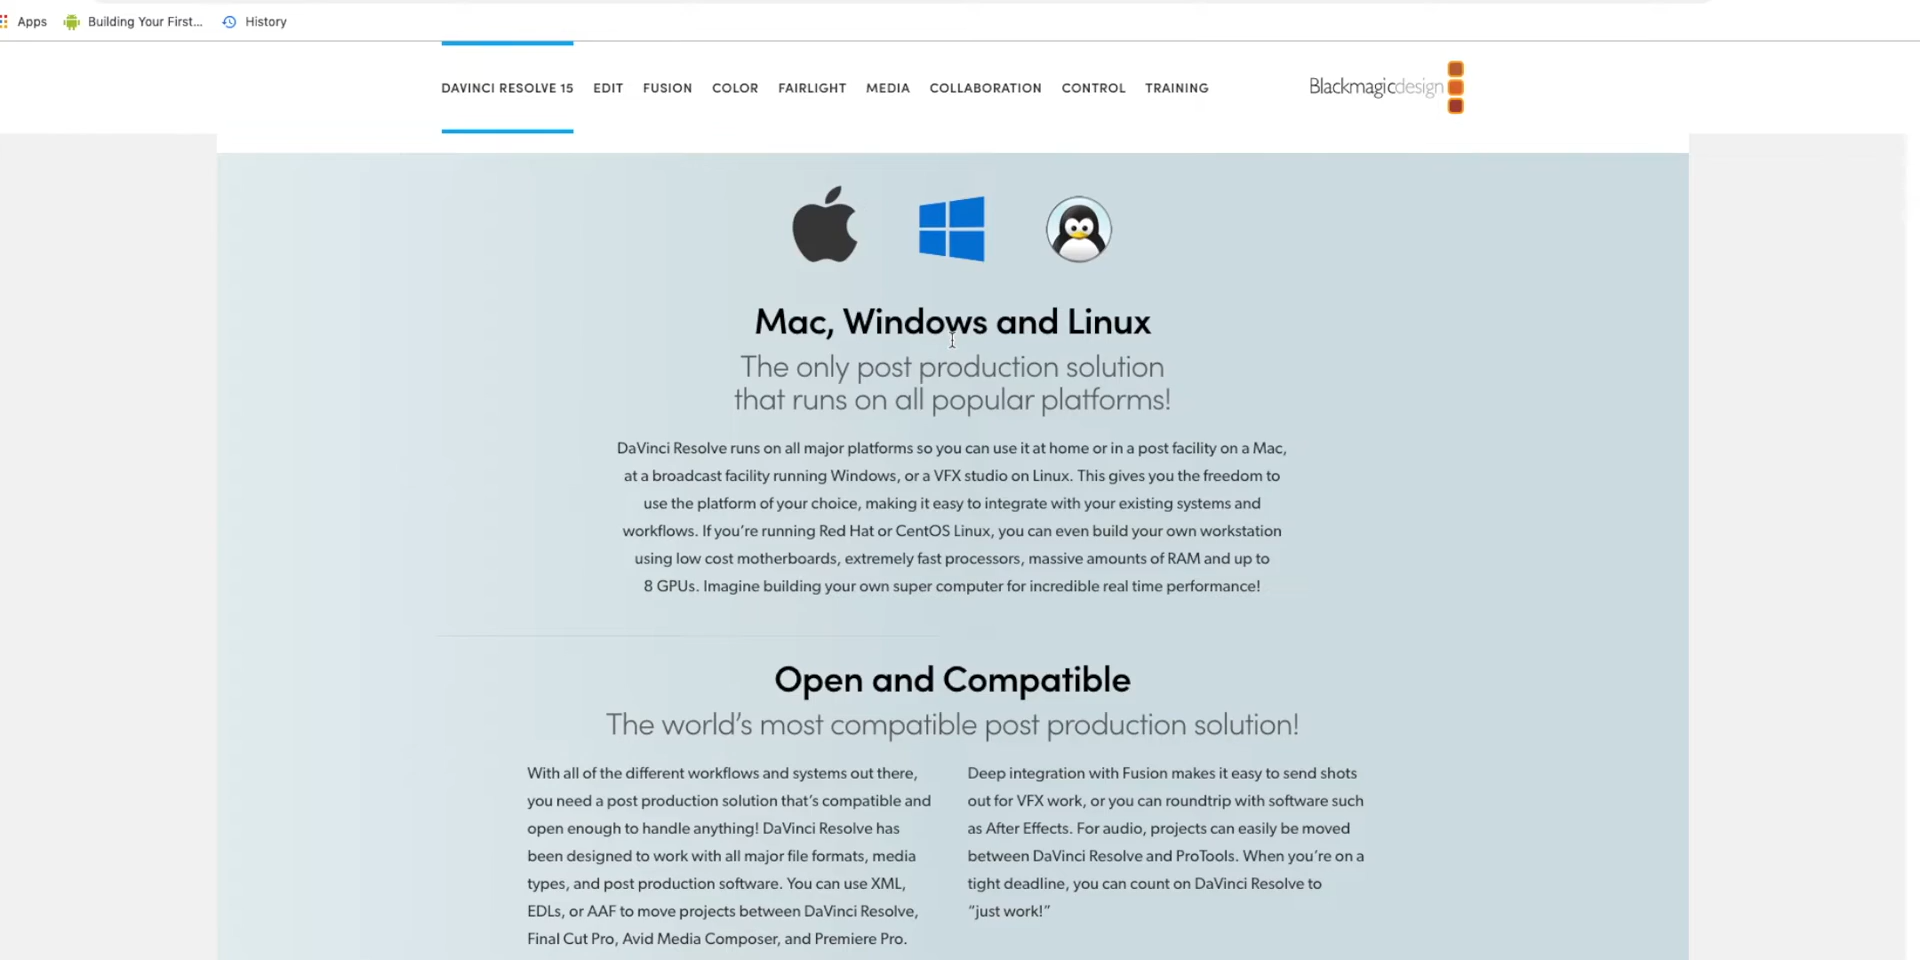 Apps Building Your First... History
DAVINCI RESOLVE 15 EDIT FUSION COLOR FAIRLIGHT MEDIA COLLABORATION CONTROL TRAINING Blackmagicdesign
Mac, Windows and Linux
The only post production solution
that runs on all popular platforms!
DaVinci Resolve runs on all major platforms so you can use it at home or in a post facility on a Mac,
at a broadcast facility running Windows, or a VFX studio on Linux. This gives you the freedom to
use the platform of your choice, making it easy to integrate with your existing systems and
workflows. If you’re running Red Hat or CentOS Linux, you can even build your own workstation
using low cost motherboards, extremely fast processors, massive amounts of RAM and up to
8 GPUs. Imagine building your own super computer for incredible real time performance!
Open and Compatible
The world’s most compatible post production solution!
With all of the different workflows and systems out there,
you need a post production solution that’s compatible and
open enough to handle anything! DaVinci Resolve has
been designed to work with all major file formats, media
types, and post production software. You can use XML,
EDLs, or AAF to move projects between DaVinci Resolve,
Final Cut Pro, Avid Media Composer, and Premiere Pro.
Deep integration with Fusion makes it easy to send shots
out for VFX work, or you can roundtrip with software such
as After Effects. For audio, projects can easily be moved
between DaVinci Resolve and ProTools. When you’re on a
tight deadline, you can count on DaVinci Resolve to
“just work!”